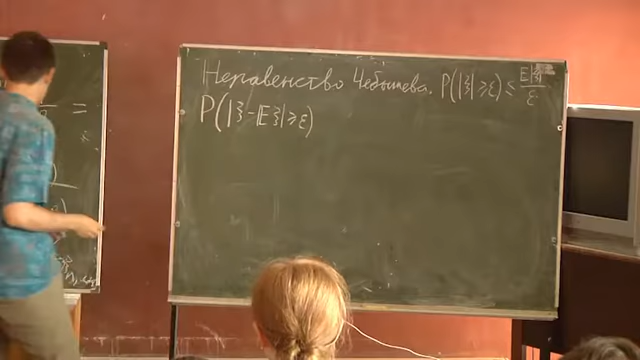 Неравенство Чебышева. P(|ξ| ≥ ε) ≤ E|ξ| / ε
P(|ξ - Eξ| ≥ ε)
=